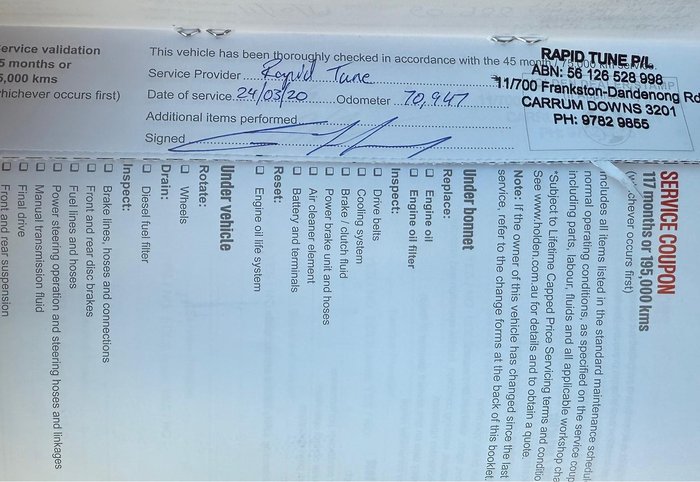 ervice validation
5 months or
5,000 kms
whichever occurs first)
This vehicle has been thoroughly checked in accordance with the 45 month / 75,000 km
Service Provider Rapid Tune
Date of service 24/03/20 Odometer 70,947
Additional items performed
Signed
RAPID TUNE P/L
ABN: 56 126 528 998
11/700 Frankston-Dandenong Rd
CARRUM DOWNS 3201
PH: 9782 9855
SERVICE COUPON
117 months or 195,000 kms
(whichever occurs first)
Includes all items listed in the standard maintenance schedu
normal operating conditions, as specified on the service coup
including parts, labour, fluids and all applicable workshop cha
*Subject to Lifetime Capped Price Servicing terms and conditio
See www.holden.com.au for details and to obtain a quote.
Note: If the owner of this vehicle has changed since the last
service, refer to the change forms at the back of this booklet.
Under bonnet
Replace:
Engine oil
Engine oil filter
Inspect:
Drive belts
Cooling system
Brake / clutch fluid
Power brake unit and hoses
Air cleaner element
Battery and terminals
Reset:
Engine oil life system
Under vehicle
Rotate:
Wheels
Drain:
Diesel fuel filter
Inspect:
Brake lines, hoses and connections
Front and rear disc brakes
Fuel lines and hoses
Power steering operation and steering hoses and linkages
Manual transmission fluid
Final drive
Front and rear suspension